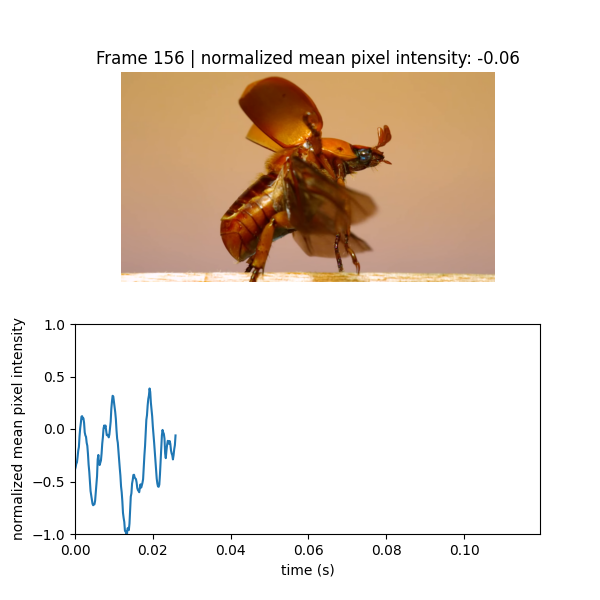 Frame 156 | normalized mean pixel intensity: -0.06
1.0
0.5
0.0
−0.5
−1.0
normalized mean pixel intensity
0.00 0.02 0.04 0.06 0.08 0.10
time (s)